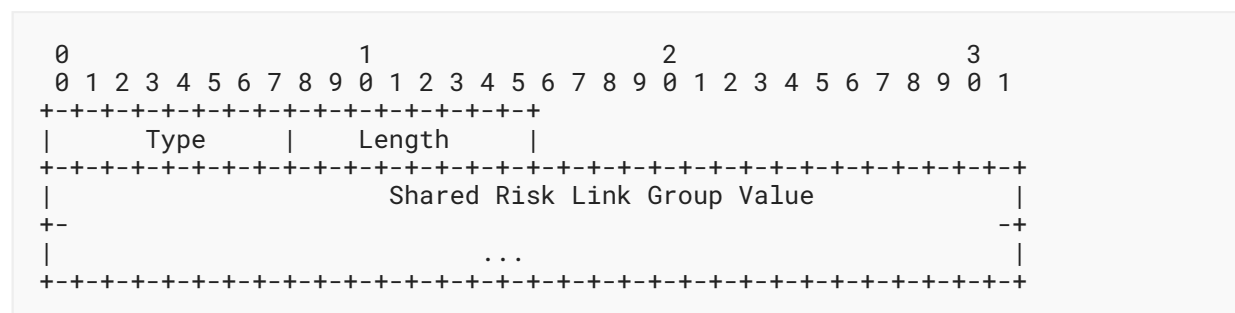 0                   1                   2                   3
 0 1 2 3 4 5 6 7 8 9 0 1 2 3 4 5 6 7 8 9 0 1 2 3 4 5 6 7 8 9 0 1
+-+-+-+-+-+-+-+-+-+-+-+-+-+-+-+-+
|      Type     |    Length     |
+-+-+-+-+-+-+-+-+-+-+-+-+-+-+-+-+-+-+-+-+-+-+-+-+-+-+-+-+-+-+-+-+
|                      Shared Risk Link Group Value             |
+-                                                             -+
|                            ...                                |
+-+-+-+-+-+-+-+-+-+-+-+-+-+-+-+-+-+-+-+-+-+-+-+-+-+-+-+-+-+-+-+-+